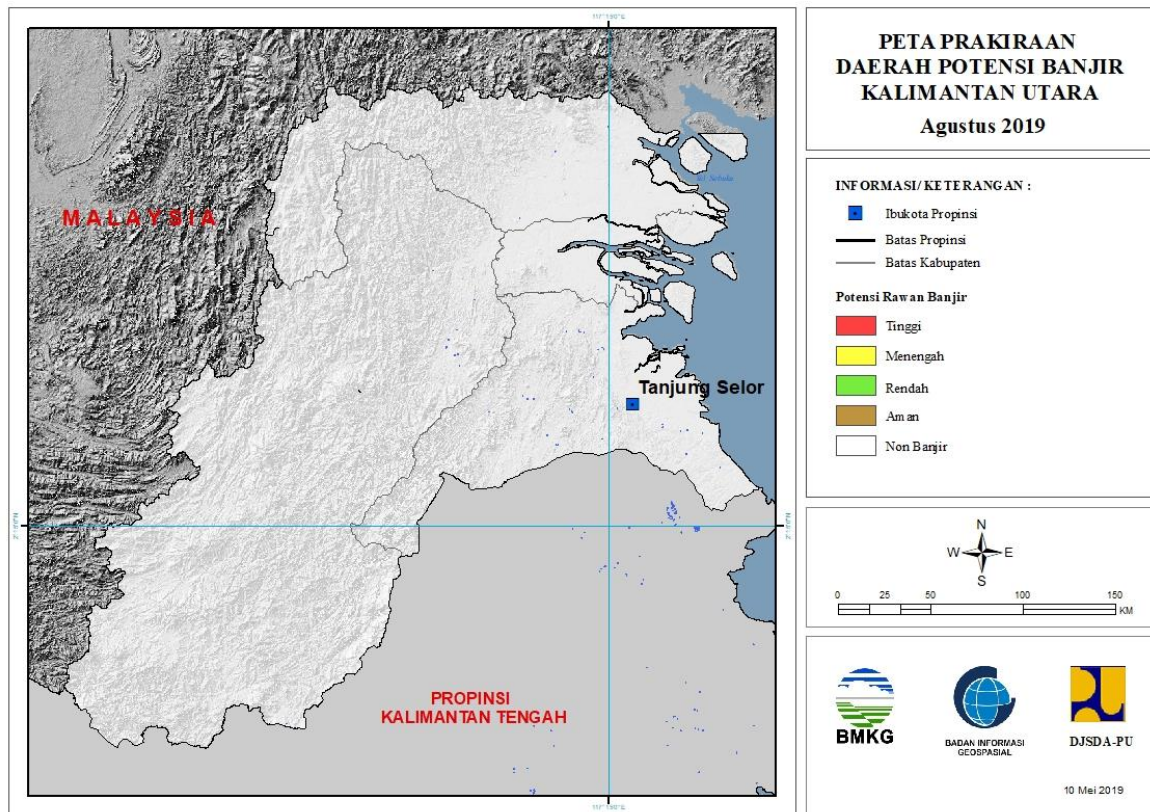 PETA PRAKIRAAN
DAERAH POTENSI BANJIR
KALIMANTAN UTARA
Agustus 2019
INFORMASI/ KETERANGAN :
Ibukota Propinsi
Batas Propinsi
Batas Kabupaten
Potensi Rawan Banjir
Tinggi
Menengah
Rendah
Aman
Non Banjir
N
W E
S
0 25 50 100 150
KM
BMKG
BADAN INFORMASI
GEOSPASIAL
DJSDA-PU
10 Mei 2019
MALAYSIA
Tanjung Selor
PROPINSI
KALIMANTAN TENGAH